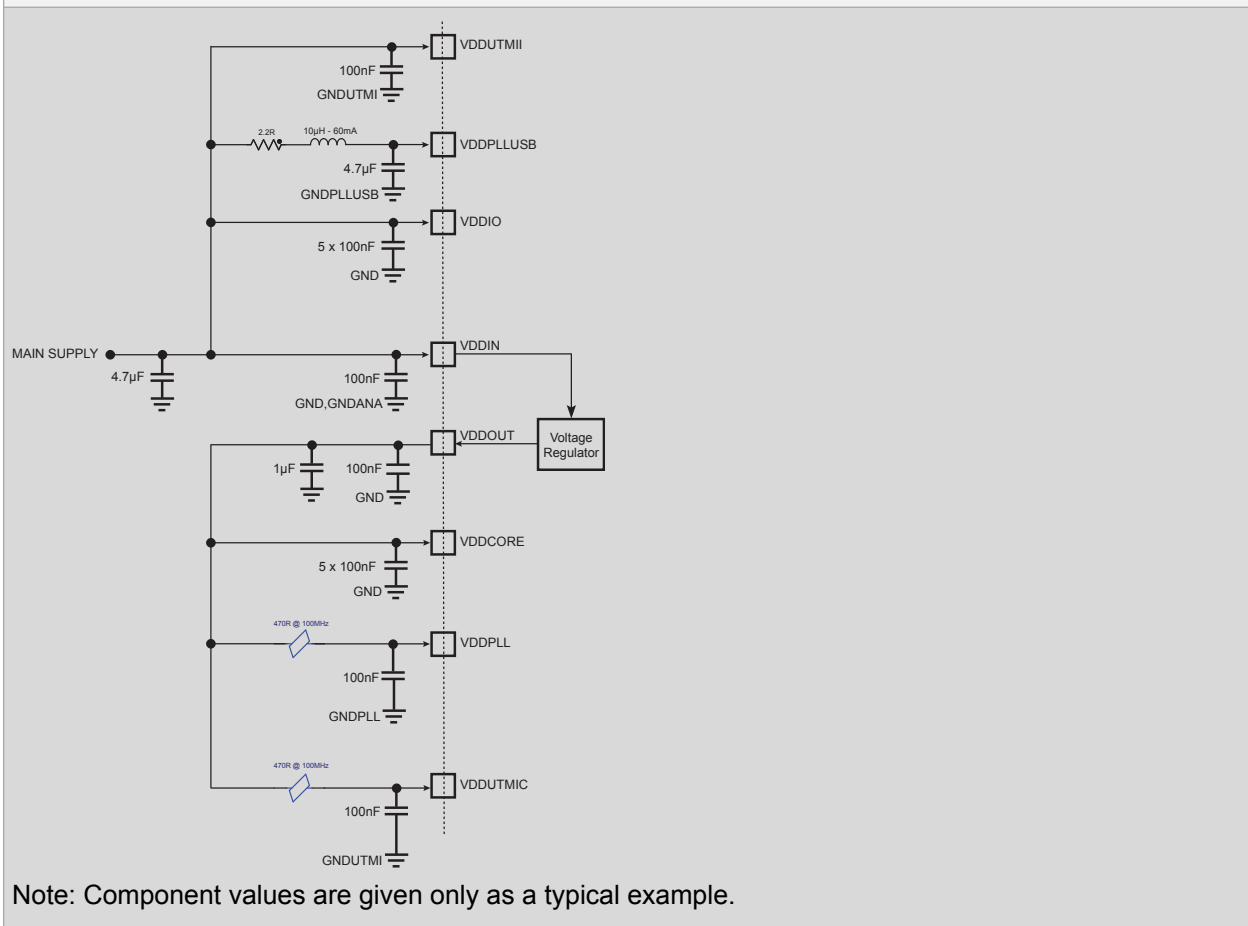 VDDUTMII
100nF
GNDUTMI
2.2R
10µH - 60mA
VDDPLLUSB
4.7µF
GNDPLLUSB
VDDIO
5 x 100nF
GND
MAIN SUPPLY
VDDIN
4.7µF
100nF
GND,GNDANA
VDDOUT
Voltage
Regulator
1µF
100nF
GND
VDDCORE
5 x 100nF
GND
470R @ 100MHz
VDDPLL
100nF
GNDPLL
470R @ 100MHz
VDDUTMIC
100nF
GNDUTMI
Note: Component values are given only as a typical example.